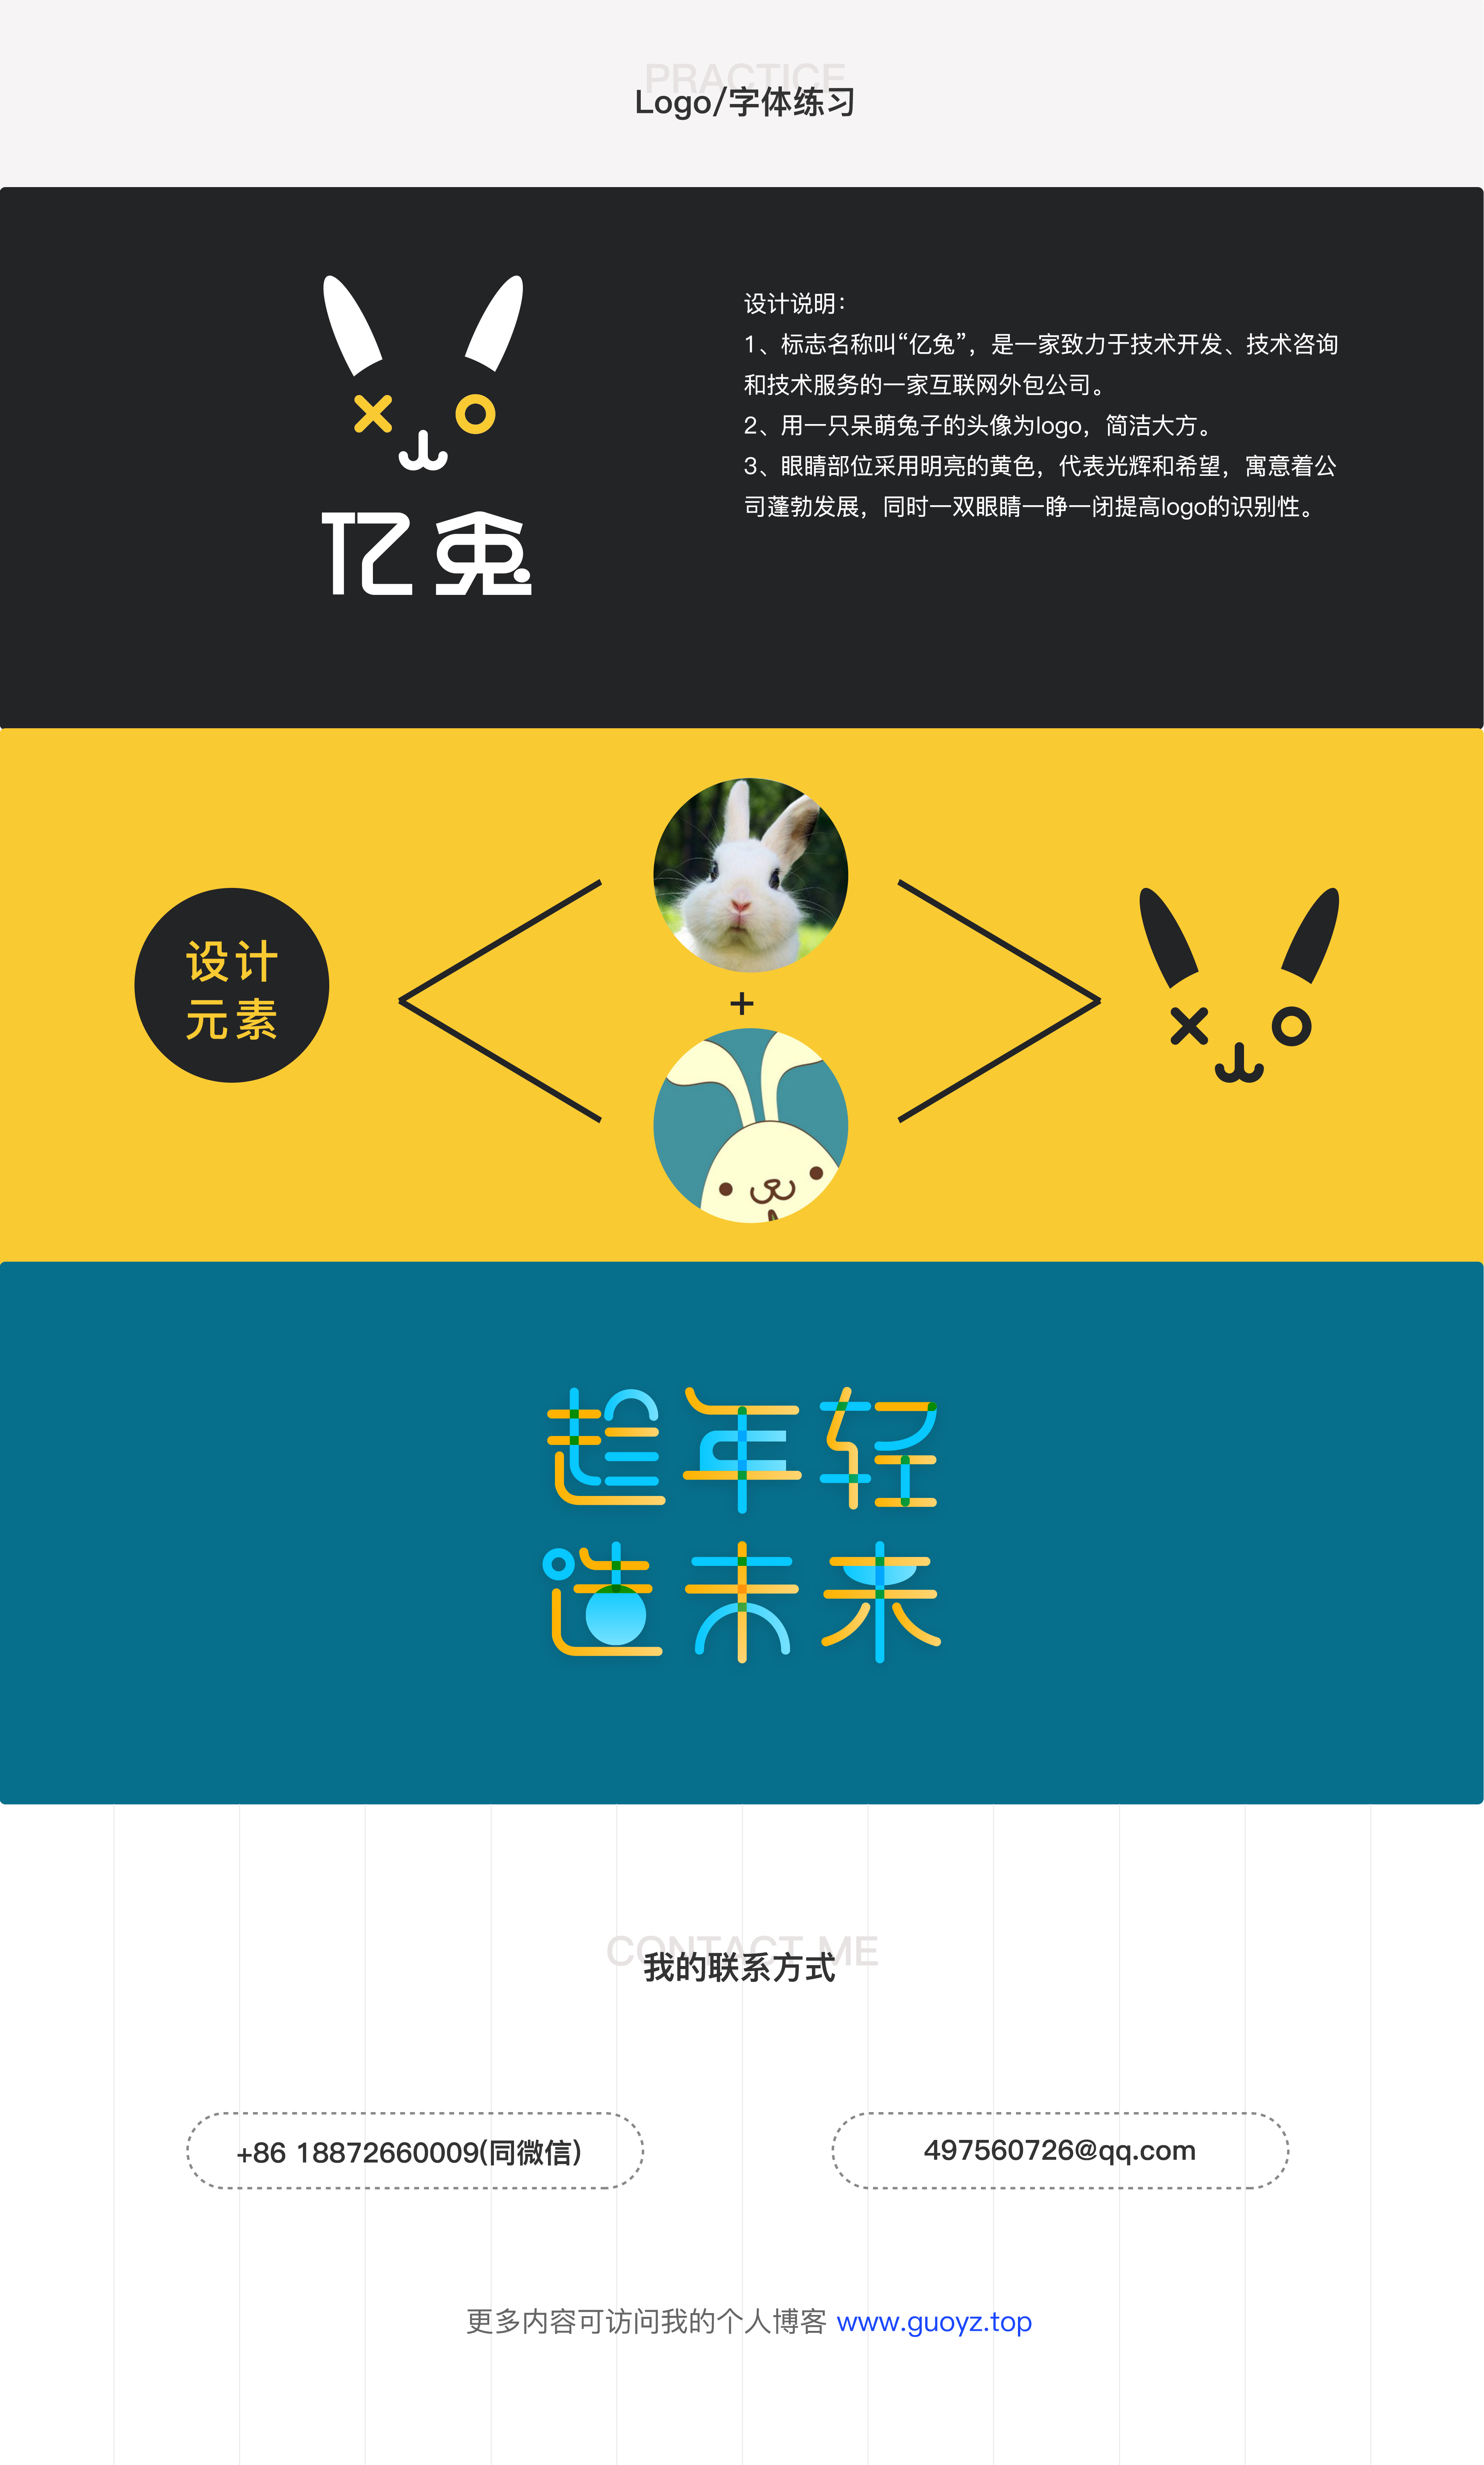 PRACTICE
Logo/字体练习
设计说明：
1、标志名称叫“亿兔”，是一家致力于技术开发、技术咨询
和技术服务的一家互联网外包公司。
2、用一只呆萌兔子的头像为logo，简洁大方。
3、眼睛部位采用明亮的黄色，代表光辉和希望，寓意着公
司蓬勃发展，同时一双眼睛一睁一闭提高logo的识别性。
亿兔
设计
元素
+
趁年轻
造未来
CONTACT ME
我的联系方式
+86 18872660009(同微信)
497560726@qq.com
更多内容可访问我的个人博客 www.guoyz.top